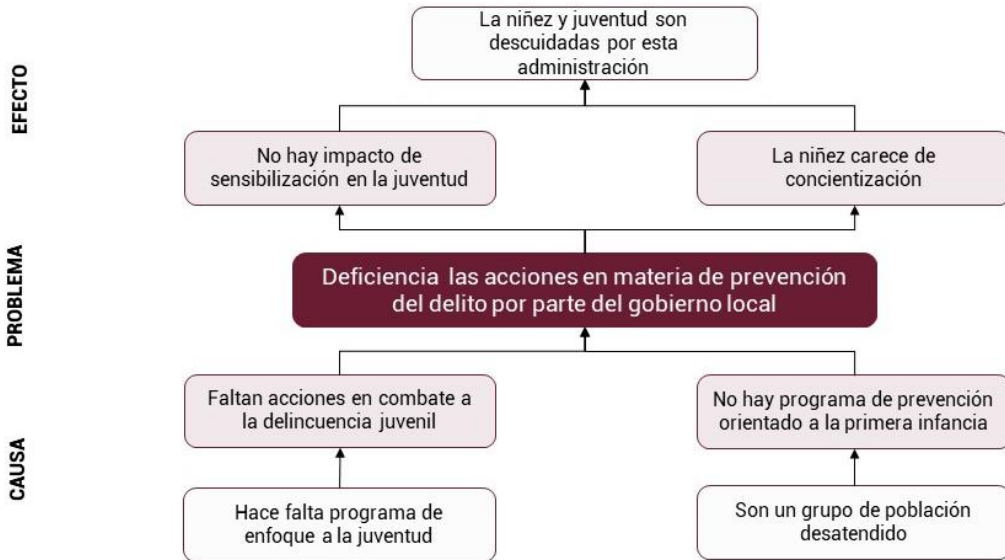 EFECTO
La niñez y juventud son
descuidadas por esta
administración
No hay impacto de
sensibilización en la juventud
La niñez carece de
concientización
PROBLEMA
Deficiencia las acciones en materia de prevención
del delito por parte del gobierno local
CAUSA
Faltan acciones en combate a
la delincuencia juvenil
No hay programa de prevención
orientado a la primera infancia
Hace falta programa de
enfoque a la juventud
Son un grupo de población
desatendido